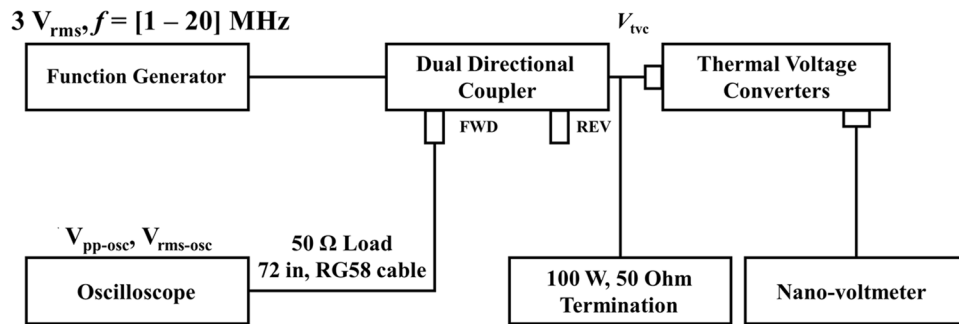 3 Vrms, f = [1 – 20] MHz
Vtvc
Function Generator
Dual Directional
Coupler
Thermal Voltage
Converters
FWD
REV
Vpp-osc, Vrms-osc
50 Ω Load
72 in, RG58 cable
Oscilloscope
100 W, 50 Ohm
Termination
Nano-voltmeter